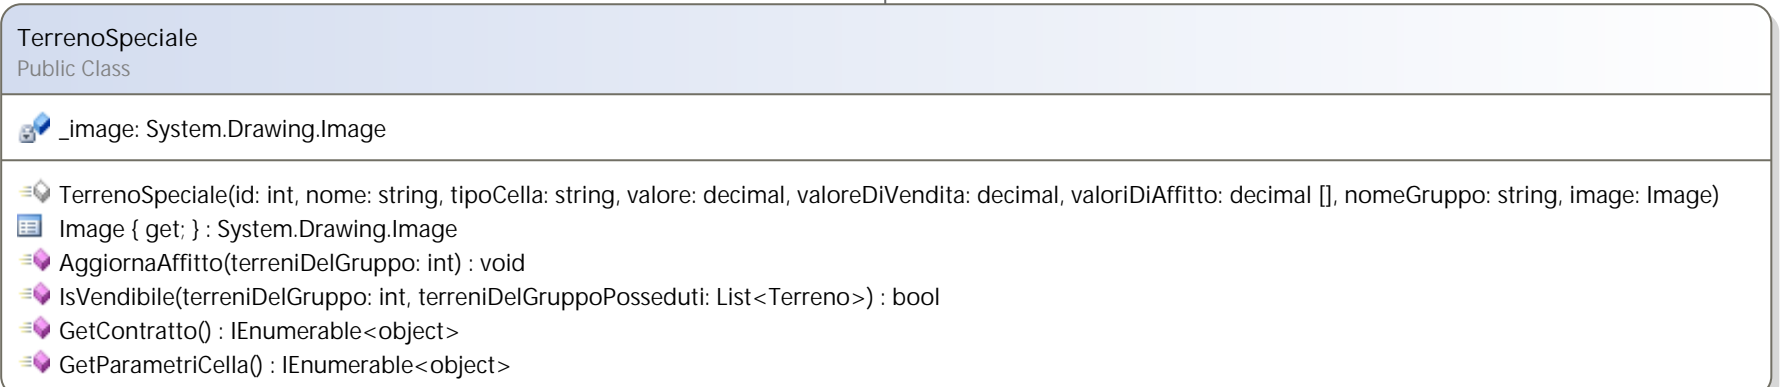 TerrenoSpeciale
Public Class
_image: System.Drawing.Image
TerrenoSpeciale(id: int, nome: string, tipoCella: string, valore: decimal, valoreDiVendita: decimal, valoriDiAffitto: decimal [], nomeGruppo: string, image: Image)
Image { get; } : System.Drawing.Image
AggiornaAffitto(terreniDelGruppo: int) : void
IsVendibile(terreniDelGruppo: int, terreniDelGruppoPosseduti: List<Terreno>) : bool
GetContratto() : IEnumerable<object>
GetParametriCella() : IEnumerable<object>